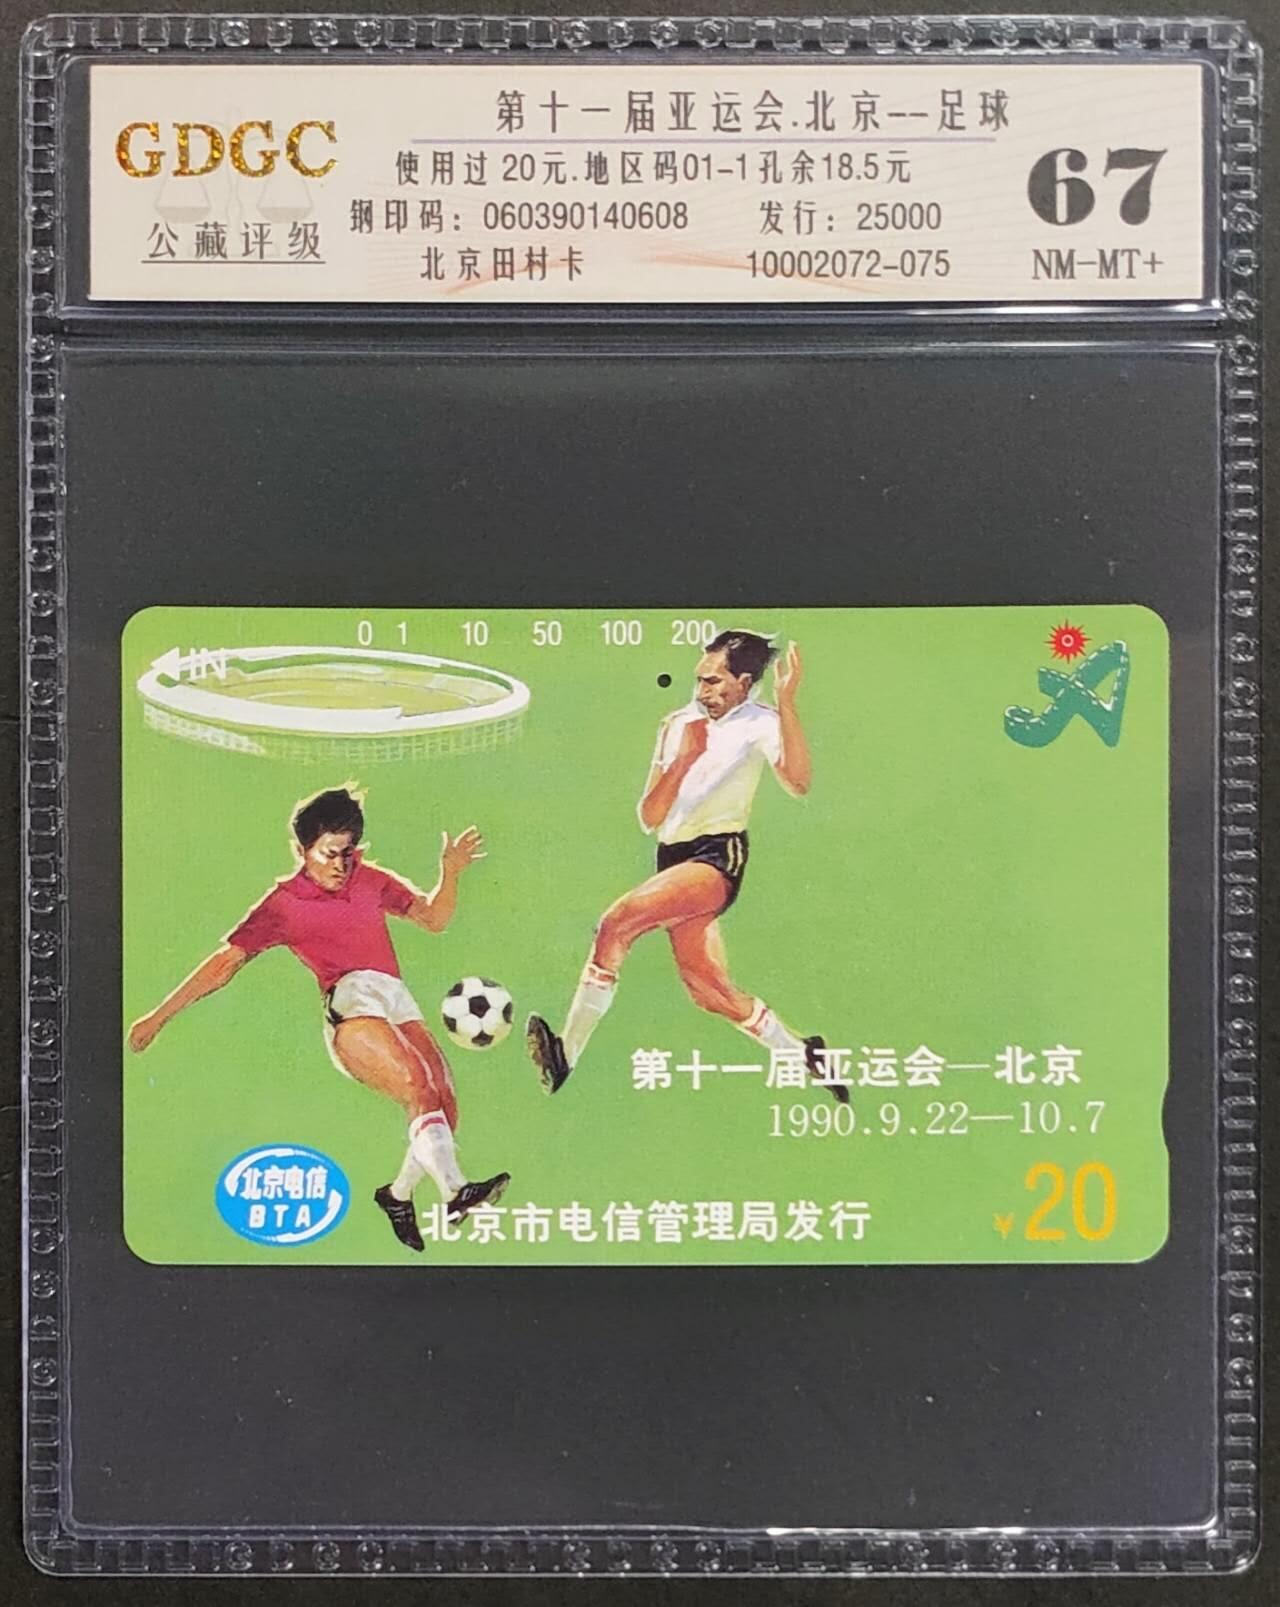 GDGC
公藏评级
第十一届亚运会.北京--足球
使用过 20元.地区码01-1孔余18.5元
钢印码：060390140608 发行：25000
北京田村卡 10002072-075
67
NM-MT+
0 1 10 50 100 200
IN
第十一届亚运会—北京
1990.9.22—10.7
北京电信
BTA
北京市电信管理局发行
¥20